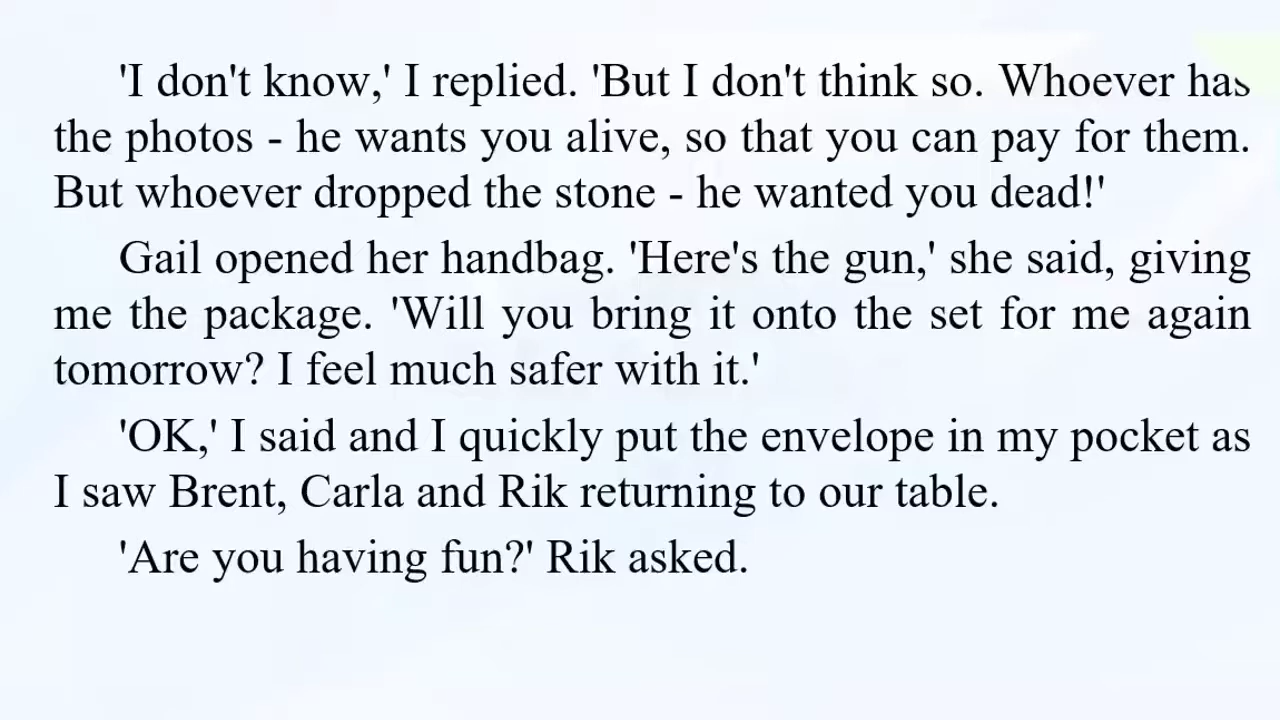 'I don't know,' I replied. 'But I don't think so. Whoever has
the photos - he wants you alive, so that you can pay for them.
But whoever dropped the stone - he wanted you dead!'
Gail opened her handbag. 'Here's the gun,' she said, giving
me the package. 'Will you bring it onto the set for me again
tomorrow? I feel much safer with it.'
'OK,' I said and I quickly put the envelope in my pocket as
I saw Brent, Carla and Rik returning to our table.
'Are you having fun?' Rik asked.